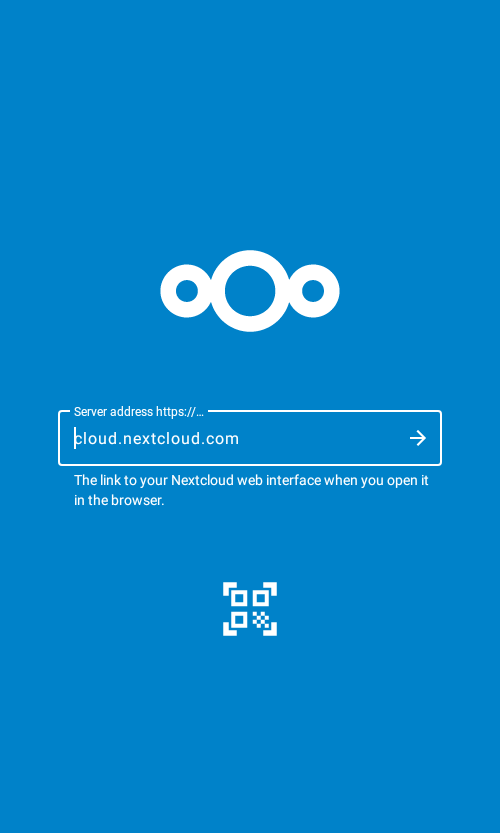 Server address https://...
cloud.nextcloud.com
The link to your Nextcloud web interface when you open it
in the browser.